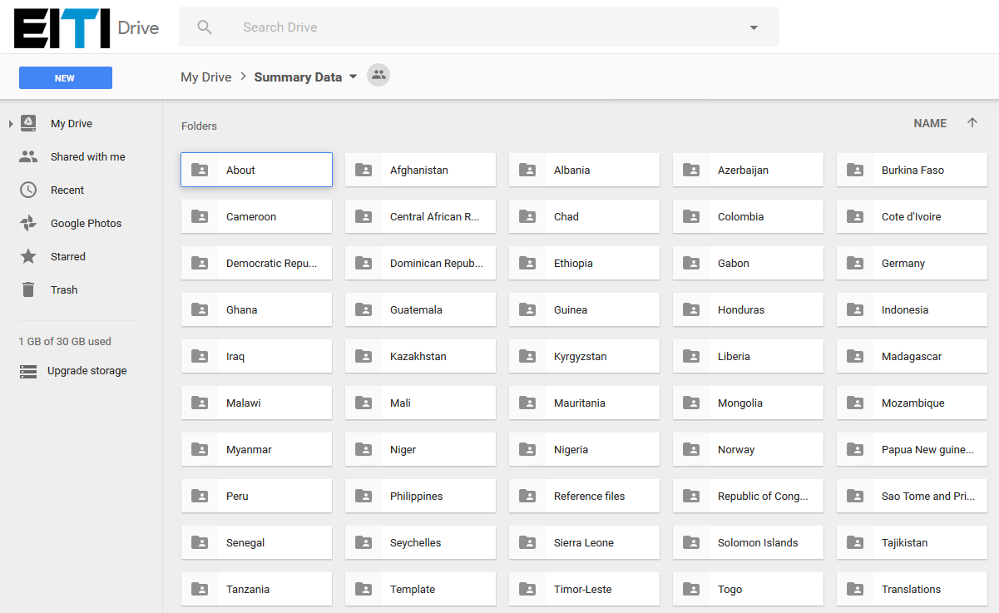 EITI Drive
Search Drive
NEW
My Drive > Summary Data
My Drive
Shared with me
Recent
Google Photos
Starred
Trash
1 GB of 30 GB used
Upgrade storage
Folders
NAME
About
Afghanistan
Albania
Azerbaijan
Burkina Faso
Cameroon
Central African R...
Chad
Colombia
Cote d'Ivoire
Democratic Repu...
Dominican Repub...
Ethiopia
Gabon
Germany
Ghana
Guatemala
Guinea
Honduras
Indonesia
Iraq
Kazakhstan
Kyrgyzstan
Liberia
Madagascar
Malawi
Mali
Mauritania
Mongolia
Mozambique
Myanmar
Niger
Nigeria
Norway
Papua New guine...
Peru
Philippines
Reference files
Republic of Cong...
Sao Tome and Pri...
Senegal
Seychelles
Sierra Leone
Solomon Islands
Tajikistan
Tanzania
Template
Timor-Leste
Togo
Translations